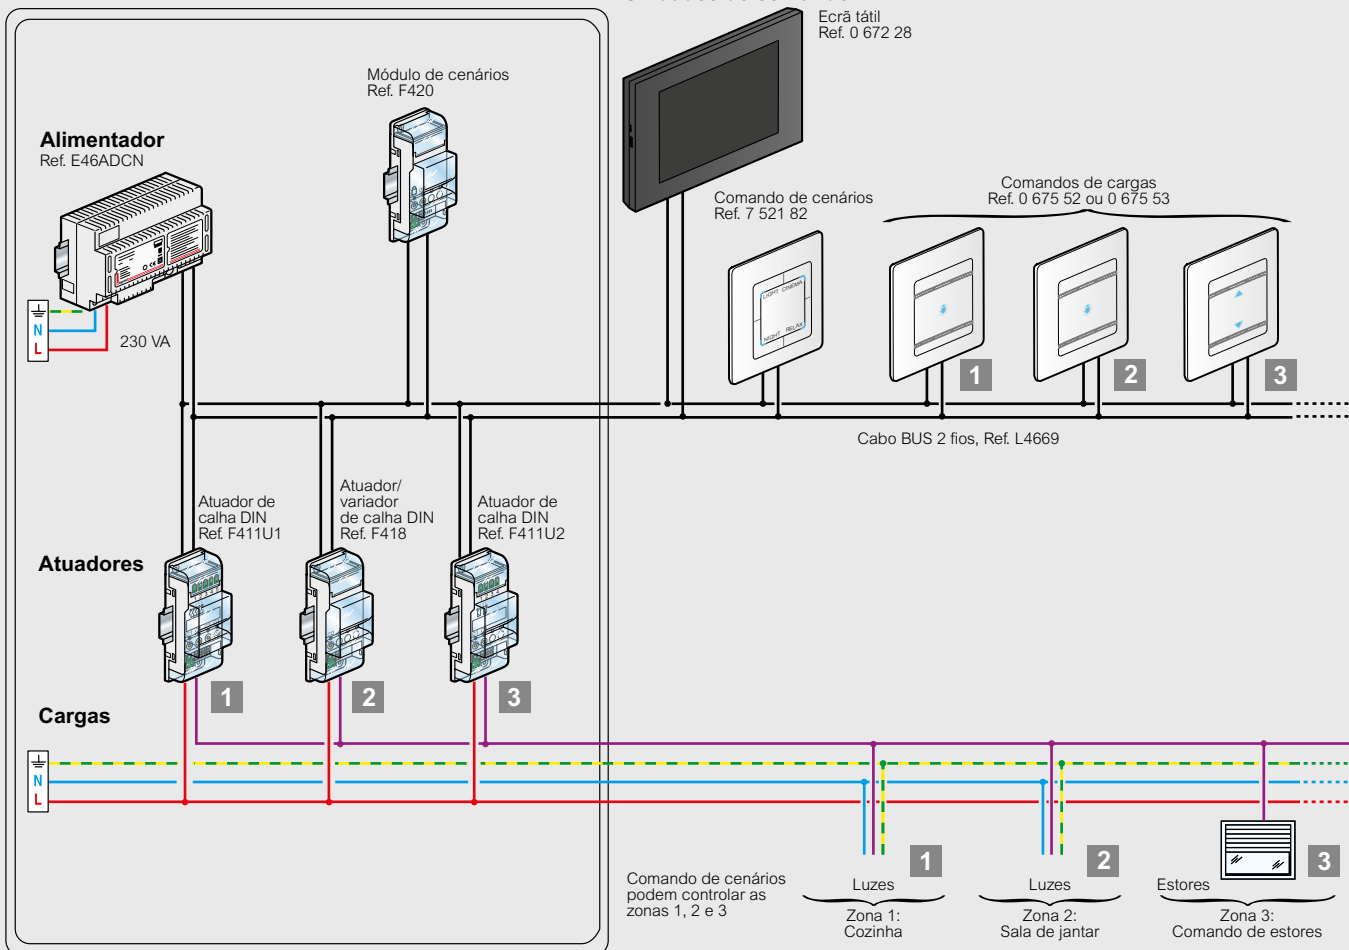 Ecrã tátil
Ref. 0 672 28
Módulo de cenários
Ref. F420
Alimentador
Ref. E46ADCN
Comando de cenários
Ref. 7 521 82
Comandos de cargas
Ref. 0 675 52 ou 0 675 53
LIGHT CINEMA
NIGHT RELAX
N
L
230 VA
1
2
3
Cabo BUS 2 fios, Ref. L4669
Atuador de
calha DIN
Ref. F411U1
Atuador/
variador
de calha DIN
Ref. F418
Atuador de
calha DIN
Ref. F411U2
Atuadores
1
2
3
Cargas
N
L
1
2
3
Comando de cenários
podem controlar as
zonas 1, 2 e 3
Luzes
Zona 1:
Cozinha
Luzes
Zona 2:
Sala de jantar
Estores
Zona 3:
Comando de estores